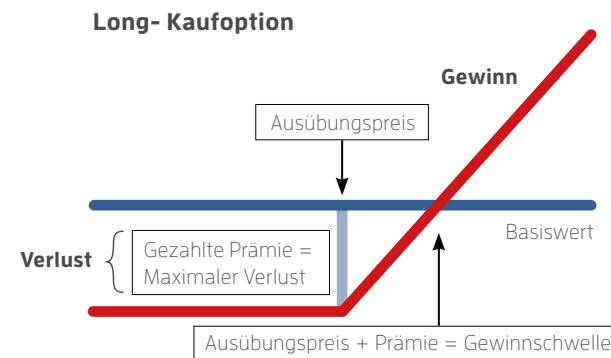 Long- Kaufoption
Gewinn
Ausübungspreis
Basiswert
Verlust
Gezahlte Prämie =
Maximaler Verlust
Ausübungspreis + Prämie = Gewinnschwelle